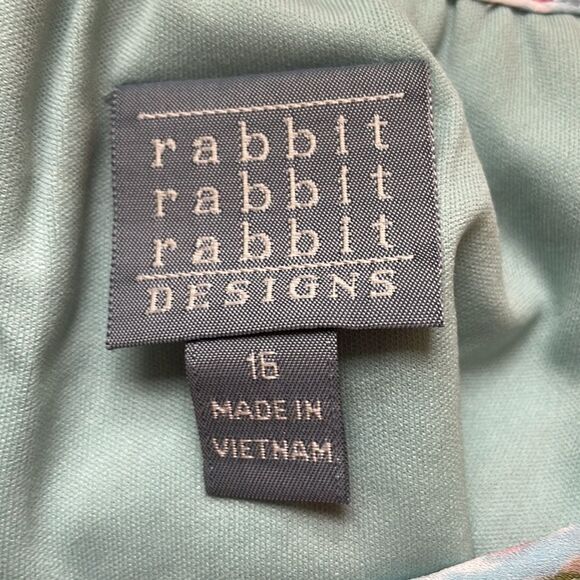 rabbit
rabbit
rabbit
DESIGNS
16
MADE IN
VIETNAM